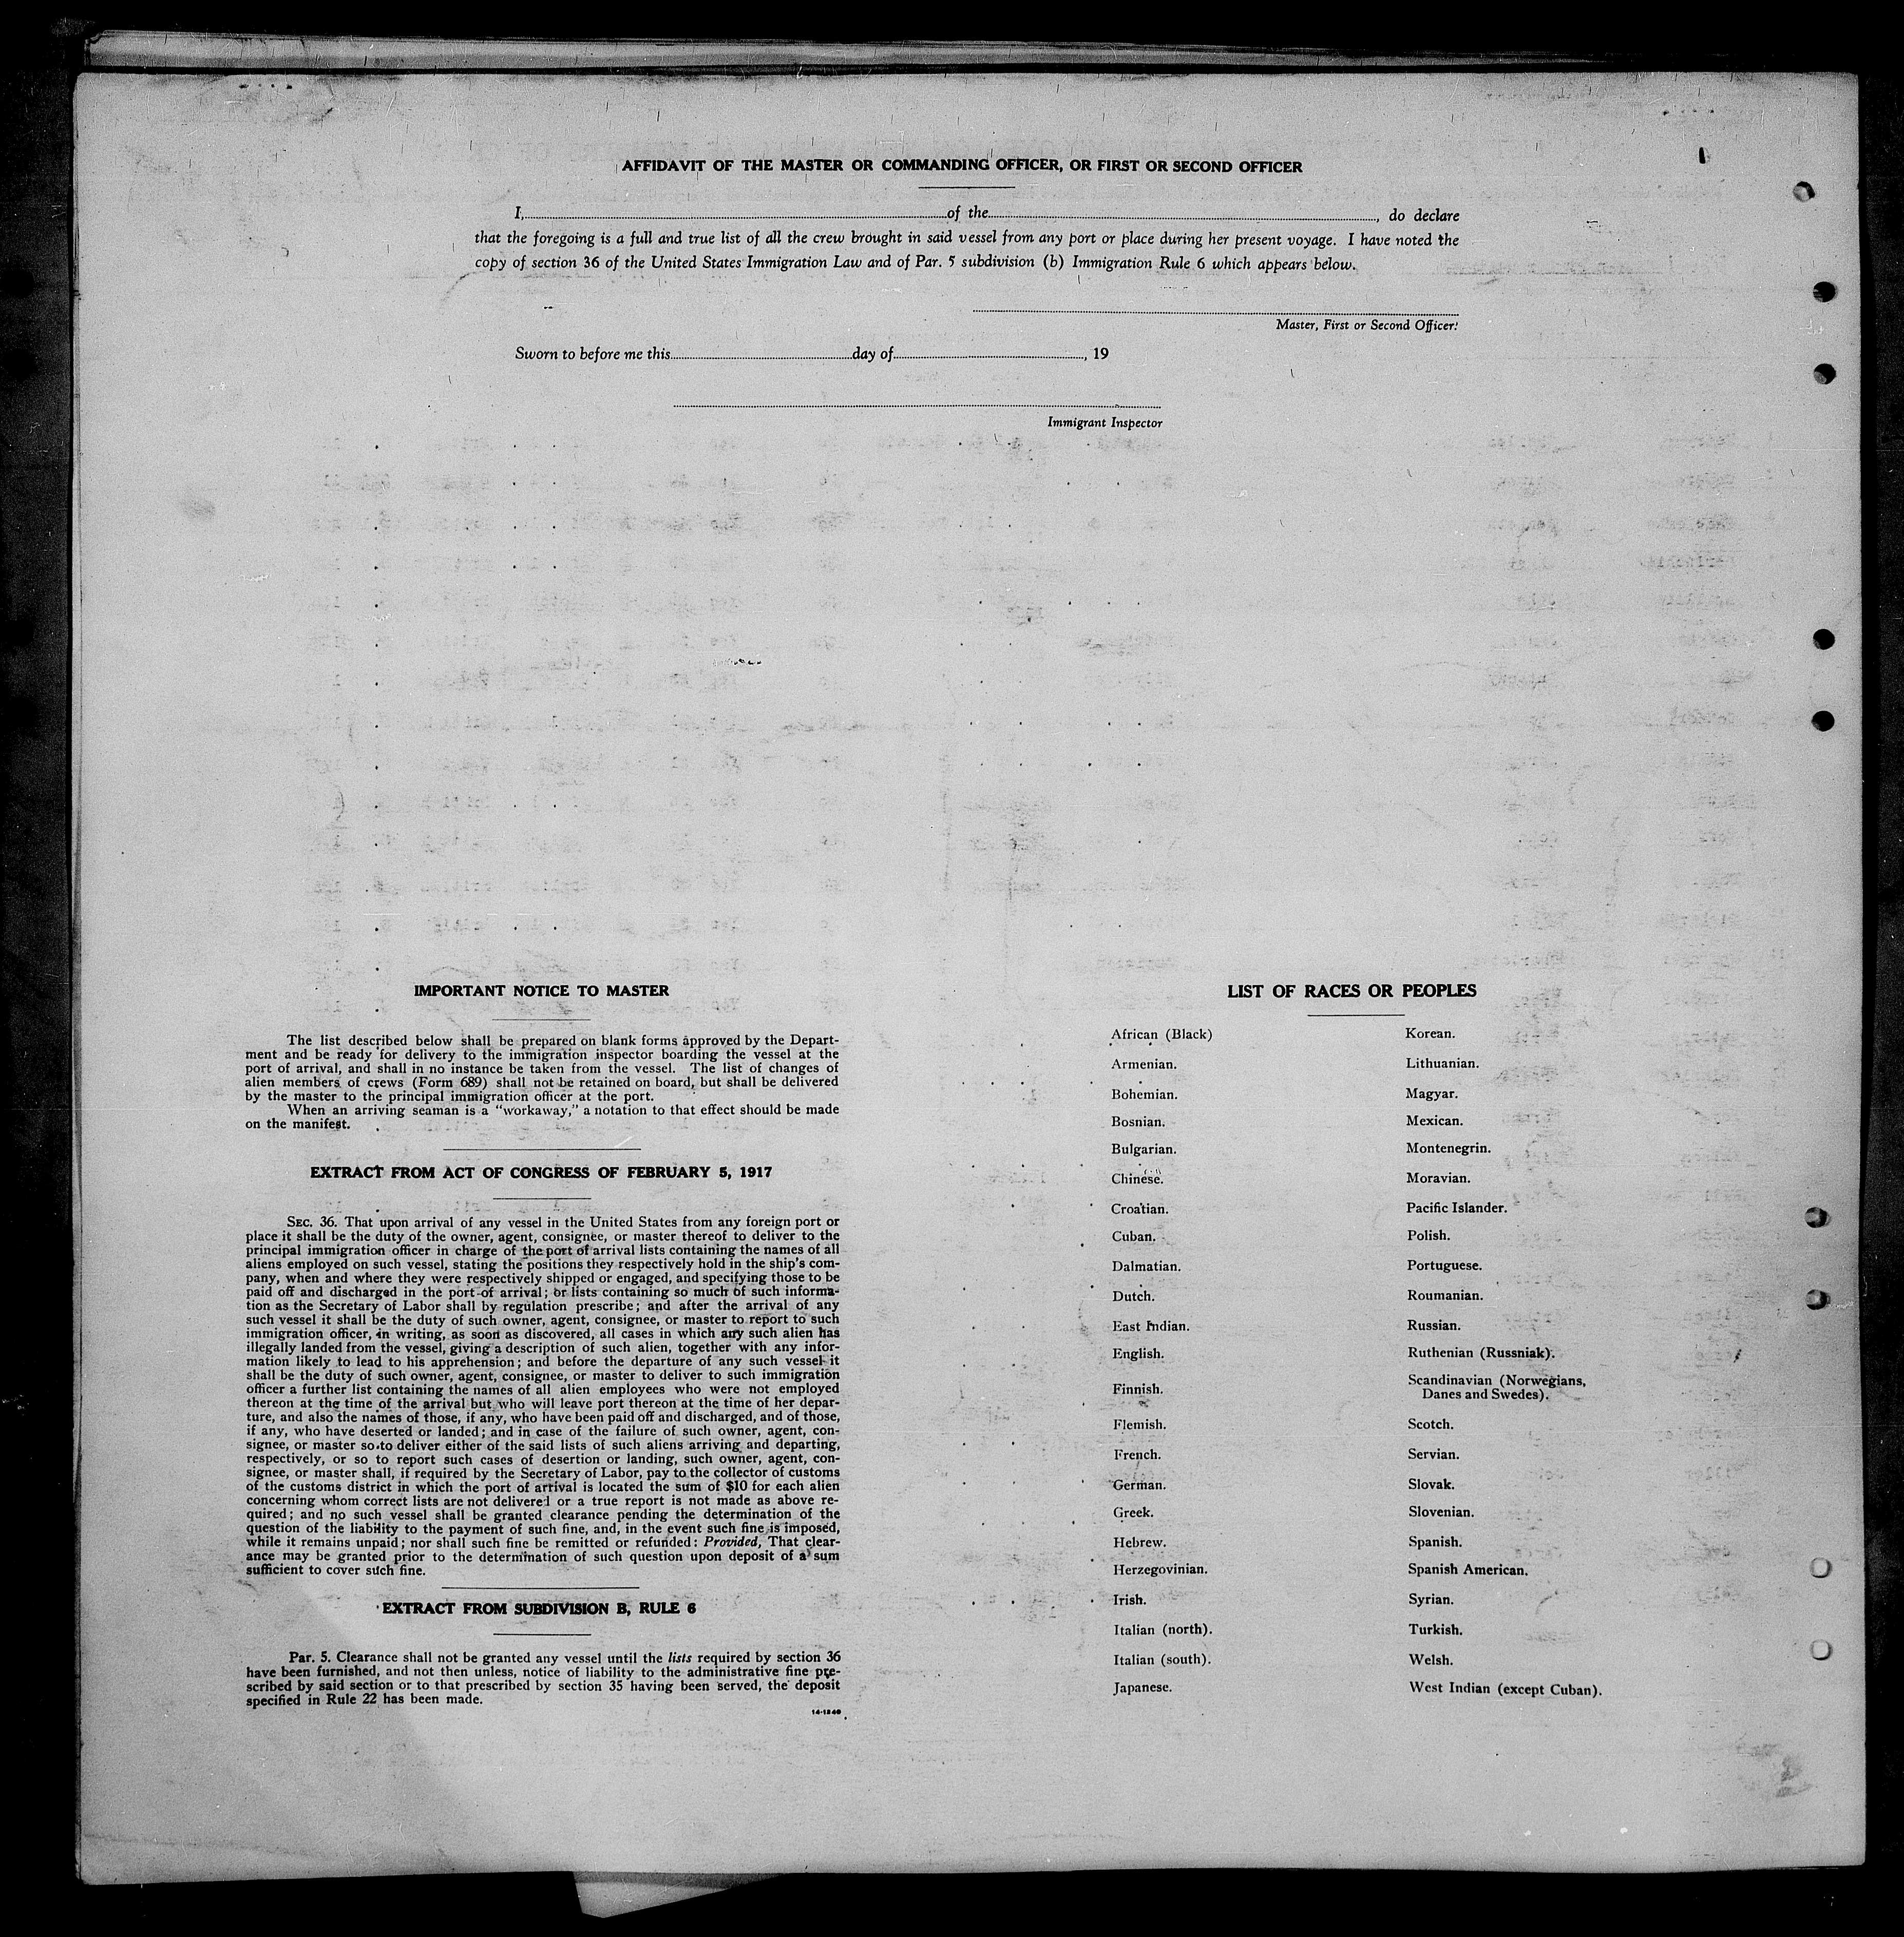 AFFIDAVIT OF THE MASTER OR COMMANDING OFFICER, OR FIRST OR SECOND OFFICER
I, of the , do declare
that the foregoing is a full and true list of all the crew brought in said vessel from any port or place during her present voyage. I have noted the
copy of section 36 of the United States Immigration Law and of Par. 5 subdivision (b) Immigration Rule 6 which appears below.
Master, First or Second Officer.
Sworn to before me this day of , 19
Immigrant Inspector
IMPORTANT NOTICE TO MASTER
The list described below shall be prepared on blank forms approved by the Depart-
ment and be ready for delivery to the immigration inspector boarding the vessel at the
port of arrival, and shall in no instance be taken from the vessel. The list of changes of
alien members of crews (Form 689) shall not be retained on board, but shall be delivered
by the master to the principal immigration officer at the port.
When an arriving seaman is a "workaway," a notation to that effect should be made
on the manifest.
EXTRACT FROM ACT OF CONGRESS OF FEBRUARY 5, 1917
SEC. 36. That upon arrival of any vessel in the United States from any foreign port or
place it shall be the duty of the owner, agent, consignee, or master thereof to deliver to the
principal immigration officer in charge of the port of arrival lists containing the names of all
aliens employed on such vessel, stating the positions they respectively hold in the ship's com-
pany, when and where they were respectively shipped or engaged, and specifying those to be
paid off and discharged in the port of arrival; or lists containing so much of such informa-
tion as the Secretary of Labor shall by regulation prescribe; and after the arrival of any
such vessel it shall be the duty of such owner, agent, consignee, or master to report to such
immigration officer, in writing, as soon as discovered, all cases in which any such alien has
illegally landed from the vessel, giving a description of such alien, together with any infor-
mation likely to lead to his apprehension; and before the departure of any such vessel it
shall be the duty of such owner, agent, consignee, or master to deliver to such immigration
officer a further list containing the names of all alien employees who were not employed
thereon at the time of the arrival but who will leave port thereon at the time of her depar-
ture, and also the names of those, if any, who have been paid off and discharged, and of those,
if any, who have deserted or landed; and in case of the failure of such owner, agent, con-
signee, or master so to deliver either of the said lists of such aliens arriving and departing,
respectively, or so to report such cases of desertion or landing, such owner, agent, con-
signee, or master shall, if required by the Secretary of Labor, pay to the collector of customs
of the customs district in which the port of arrival is located the sum of $10 for each alien
concerning whom correct lists are not delivered or a true report is not made as above re-
quired; and no such vessel shall be granted clearance pending the determination of the
question of the liability to the payment of such fine, and, in the event such fine is imposed,
while it remains unpaid; nor shall such fine be remitted or refunded: Provided, That clear-
ance may be granted prior to the determination of such question upon deposit of a sum
sufficient to cover such fine.
EXTRACT FROM SUBDIVISION B, RULE 6
Par. 5. Clearance shall not be granted any vessel until the lists required by section 36
have been furnished, and not then unless, notice of liability to the administrative fine pre-
scribed by said section or to that prescribed by section 35 having been served, the deposit
specified in Rule 22 has been made.
14-1240
LIST OF RACES OR PEOPLES
African (Black)
Armenian.
Bohemian.
Bosnian.
Bulgarian.
Chinese.
Croatian.
Cuban.
Dalmatian.
Dutch.
East Indian.
English.
Finnish.
Flemish.
French.
German.
Greek.
Hebrew.
Herzegovinian.
Irish.
Italian (north).
Italian (south).
Japanese.
Korean.
Lithuanian.
Magyar.
Mexican.
Montenegrin.
Moravian.
Pacific Islander.
Polish.
Portuguese.
Roumanian.
Russian.
Ruthenian (Russniak).
Scandinavian (Norwegians,
Danes and Swedes).
Scotch.
Servian.
Slovak.
Slovenian.
Spanish.
Spanish American.
Syrian.
Turkish.
Welsh.
West Indian (except Cuban).